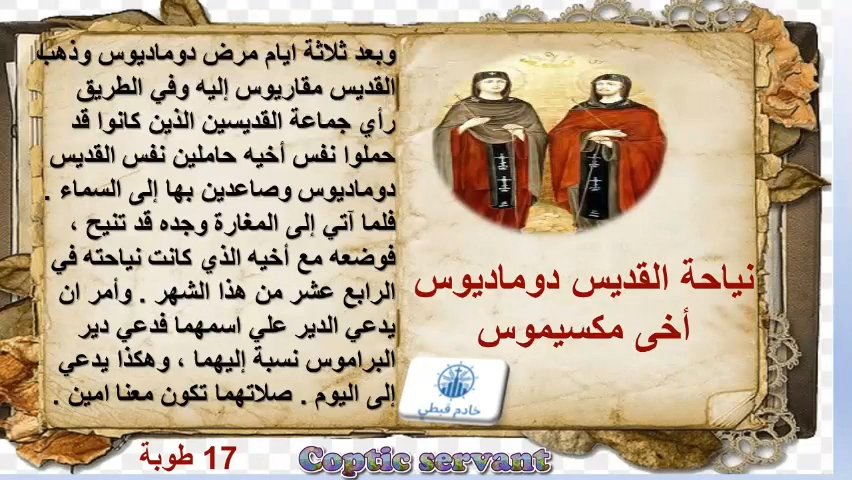 وبعد ثلاثة ايام مرض دوماديوس وذهب
القديس مقاريوس إليه وفي الطريق
رأي جماعة القديسين الذين كانوا قد
حملوا نفس أخيه حاملين نفس القديس
دوماديوس وصاعدين بها إلى السماء .
فلما آتي إلى المغارة وجده قد تنيح ،
فوضعه مع أخيه الذي كانت نياحته في
الرابع عشر من هذا الشهر . وأمر ان
يدعي الدير علي اسمهما فدعي دير
البراموس نسبة إليهما ، وهكذا يدعي
إلى اليوم . صلاتهما تكون معنا امين .
نياحة القديس دوماديوس
أخى مكسيموس
خادم قبطي
17 طوبة
Coptic servant